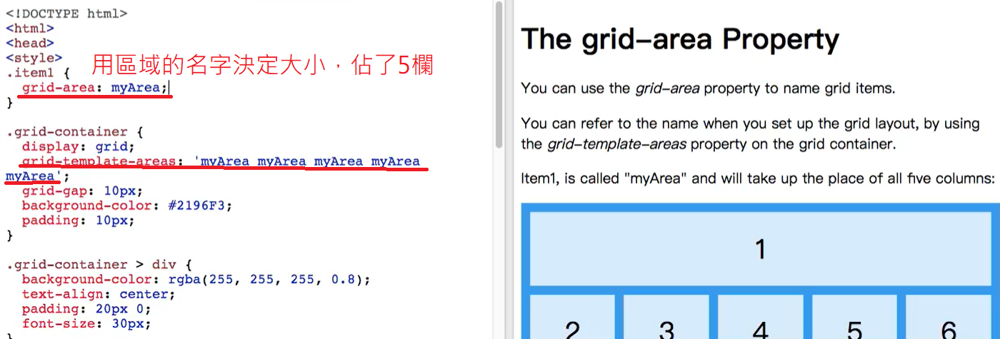 <!DOCTYPE html>
<html>
<head>
<style>
用區域的名字決定大小，佔了5欄
.item1 {
grid-area: myArea;
}
.grid-container {
display: grid;
grid-template-areas: 'myArea myArea myArea myArea
myArea';
grid-gap: 10px;
background-color: #2196F3;
padding: 10px;
}
.grid-container > div {
background-color: rgba(255, 255, 255, 0.8);
text-align: center;
padding: 20px 0;
font-size: 30px;
}
The grid-area Property
You can use the grid-area property to name grid items.
You can refer to the name when you set up the grid layout, by using
the grid-template-areas property on the grid container.
Item1, is called "myArea" and will take up the place of all five columns:
1
2 3 4 5 6